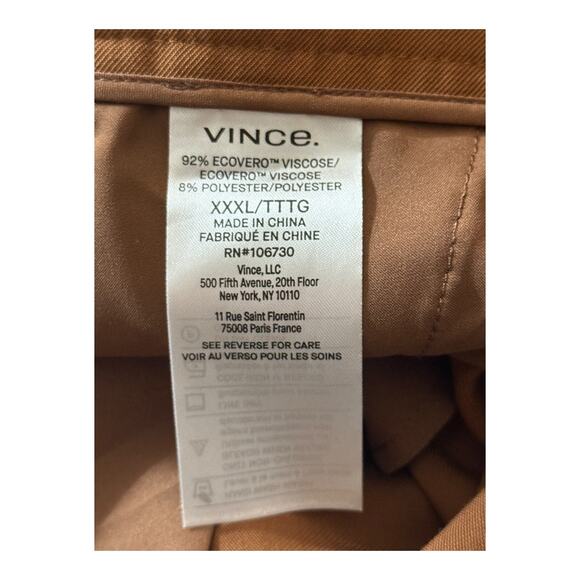 VINCE.
92% ECOVERO™ VISCOSE/
ECOVERO™ VISCOSE
8% POLYESTER/POLYESTER
XXXL/TTTG
MADE IN CHINA
FABRIQUÉ EN CHINE
RN#106730
Vince, LLC
500 Fifth Avenue, 20th Floor
New York, NY 10110
11 Rue Saint Florentin
75008 Paris France
SEE REVERSE FOR CARE
VOIR AU VERSO POUR LES SOINS